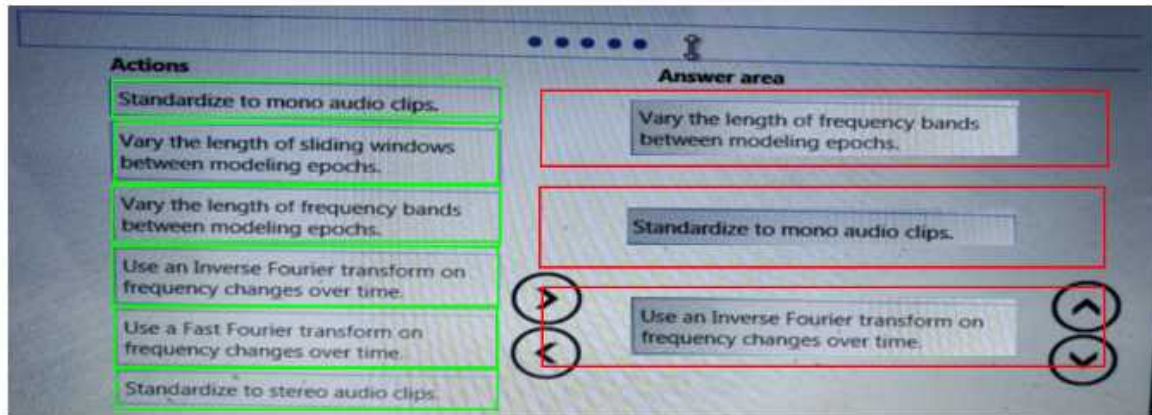 Actions
Standardize to mono audio clips.
Vary the length of sliding windows
between modeling epochs.
Vary the length of frequency bands
between modeling epochs.
Use an Inverse Fourier transform on
frequency changes over time.
Use a Fast Fourier transform on
frequency changes over time.
Standardize to stereo audio clips.
Answer area
Vary the length of frequency bands
between modeling epochs.
Standardize to mono audio clips.
Use an Inverse Fourier transform on
frequency changes over time.